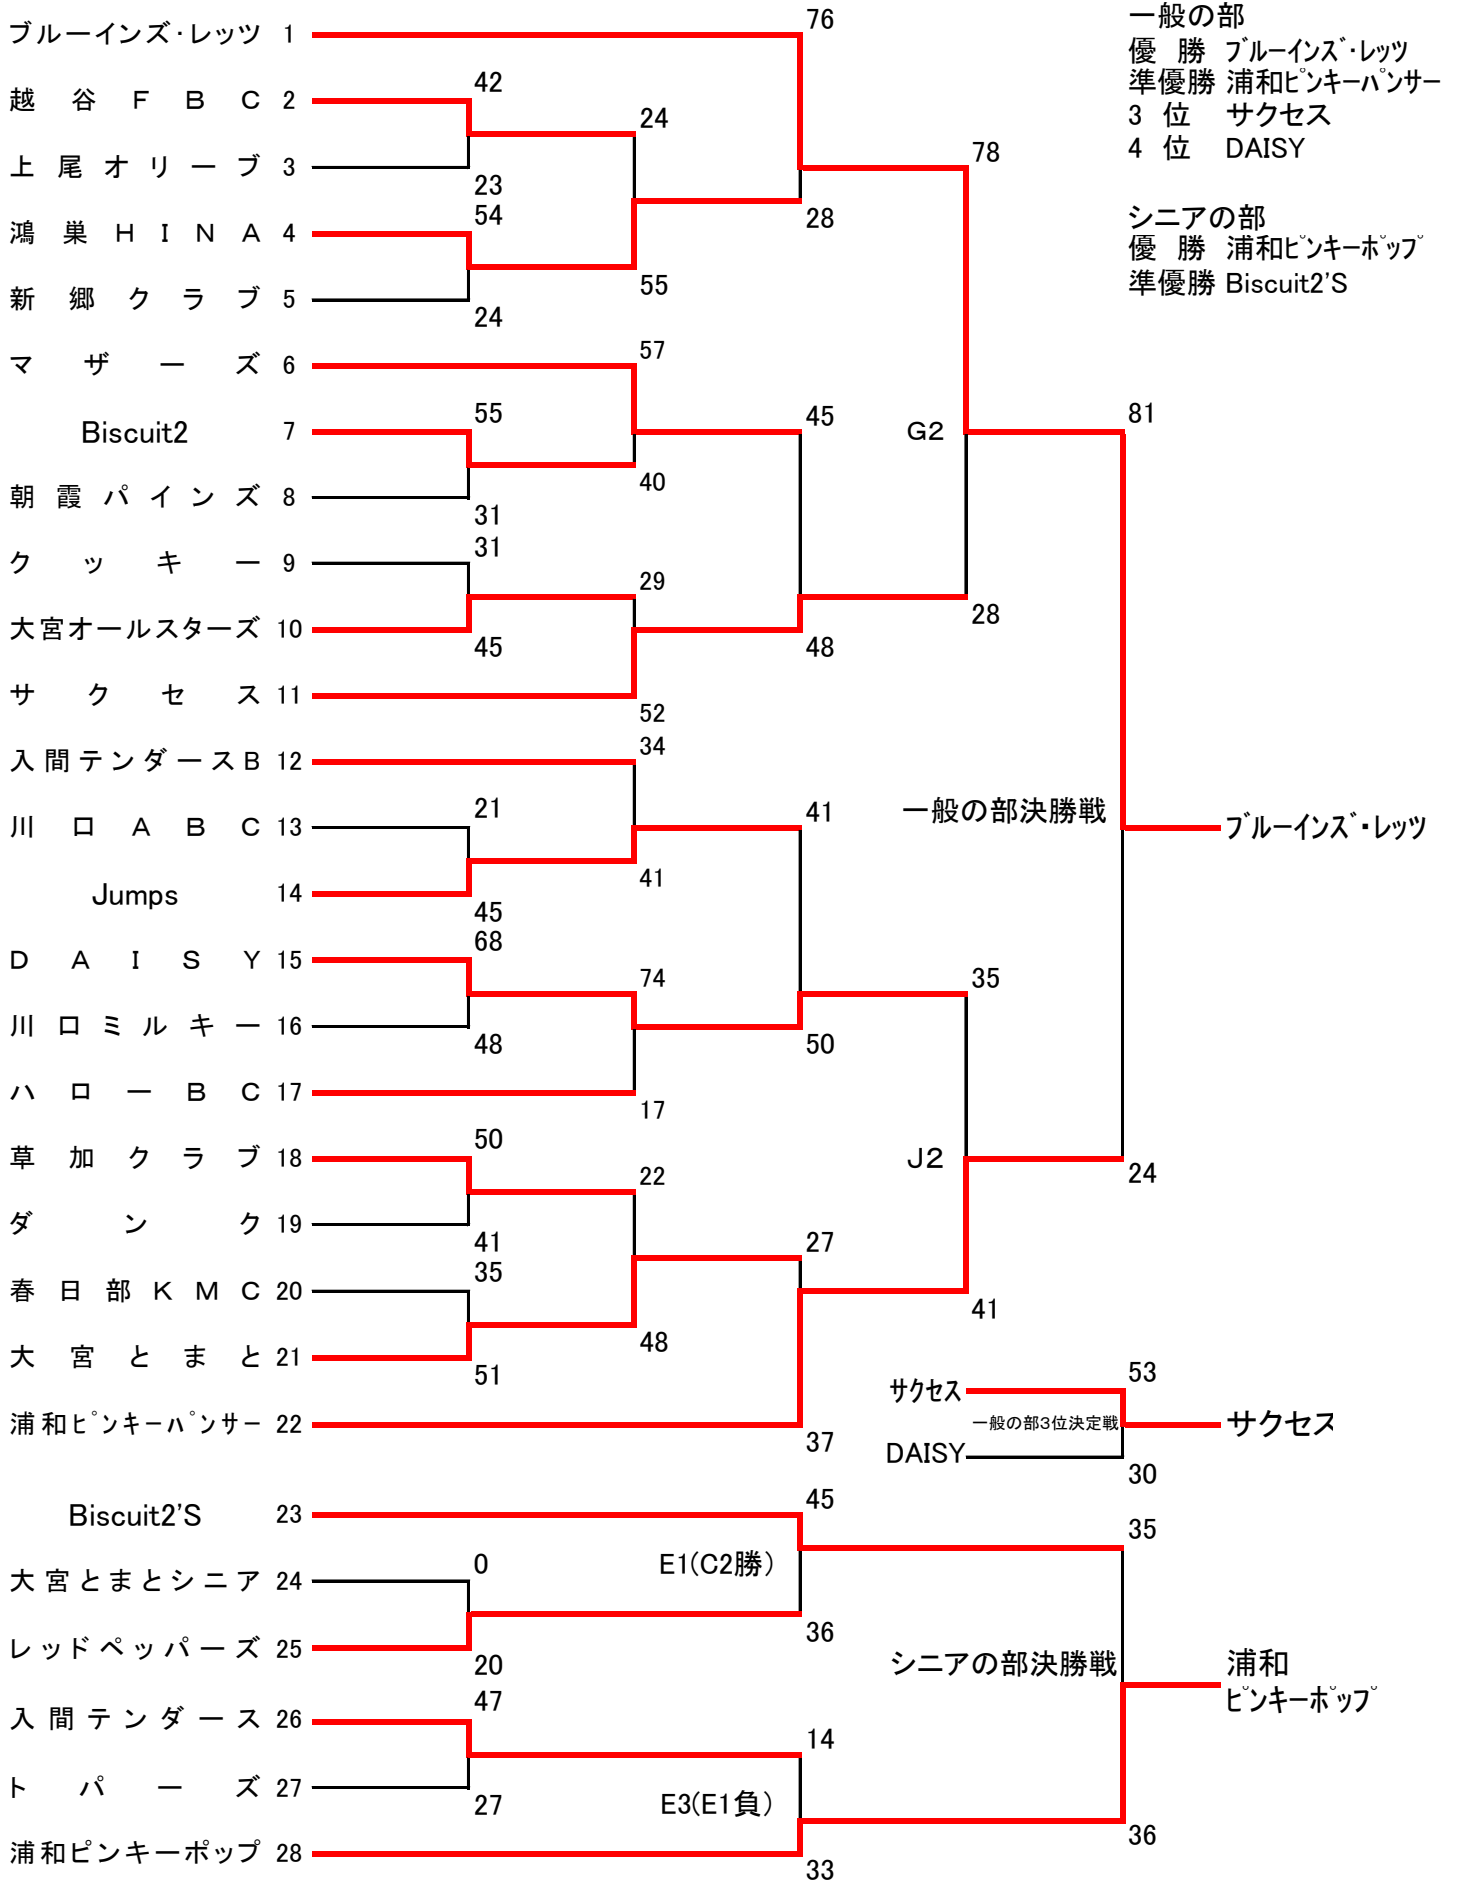 一般の部
優勝 ブルーインズ・レッツ
準優勝 浦和ピンキーパンサー
3位 サクセス
4位 DAISY
シニアの部
優勝 浦和ピンキーポップ
準優勝 Biscuit2'S
ブルーインズ・レッツ 1
越谷FBC 2
上尾オリーブ 3
鴻巣HINA 4
新郷クラブ 5
マザーズ 6
Biscuit2 7
朝霞パインズ 8
クッキー 9
大宮オールスターズ 10
サクセス 11
入間テンダースB 12
川口ABC 13
Jumps 14
DAISY 15
川口ミルキー 16
ハローBC 17
草加クラブ 18
ダンク 19
春日部KMC 20
大宮とまと 21
浦和ピンキーパンサー 22
Biscuit2'S 23
大宮とまとシニア 24
レッドペッパーズ 25
入間テンダース 26
トパーズ 27
浦和ピンキーポップ 28
42
23
54
24
55
31
31
45
21
45
68
48
50
41
35
51
0
20
47
27
24
55
57
40
29
52
34
41
74
17
22
48
E1(C2勝)
E3(E1負)
76
28
45
48
41
50
27
37
45
36
14
33
G2
J2
78
28
35
41
一般の部決勝戦
81
24
ブルーインズ・レッツ
サクセス
一般の部3位決定戦
DAISY
53
30
サクセス
シニアの部決勝戦
35
36
浦和
ピンキーポップ